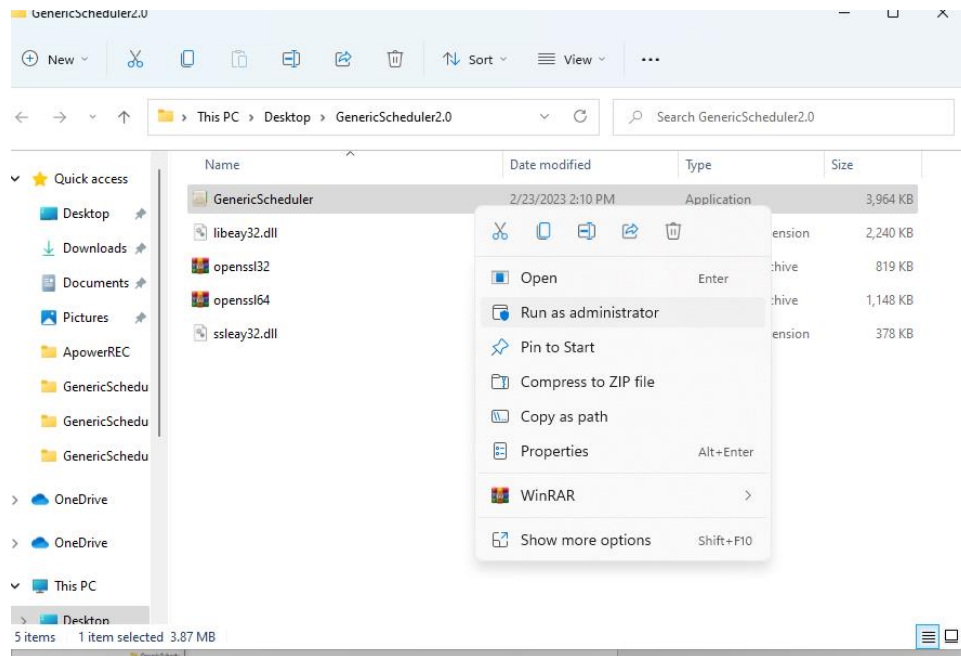 GenericScheduler2.0
New Sort View
This PC > Desktop > GenericScheduler2.0 Search GenericScheduler2.0
Name Date modified Type Size
Quick access
Desktop
Downloads
Documents
Pictures
ApowerREC
GenericSchedu
GenericSchedu
GenericSchedu
OneDrive
OneDrive
This PC
Desktop
GenericScheduler 2/23/2023 2:10 PM Application 3,964 KB
libeay32.dll ension 2,240 KB
openssl32 hive 819 KB
openssl64 hive 1,148 KB
ssleay32.dll ension 378 KB
Open Enter
Run as administrator
Pin to Start
Compress to ZIP file
Copy as path
Properties Alt+Enter
WinRAR >
Show more options Shift+F10
5 items 1 item selected 3.87 MB